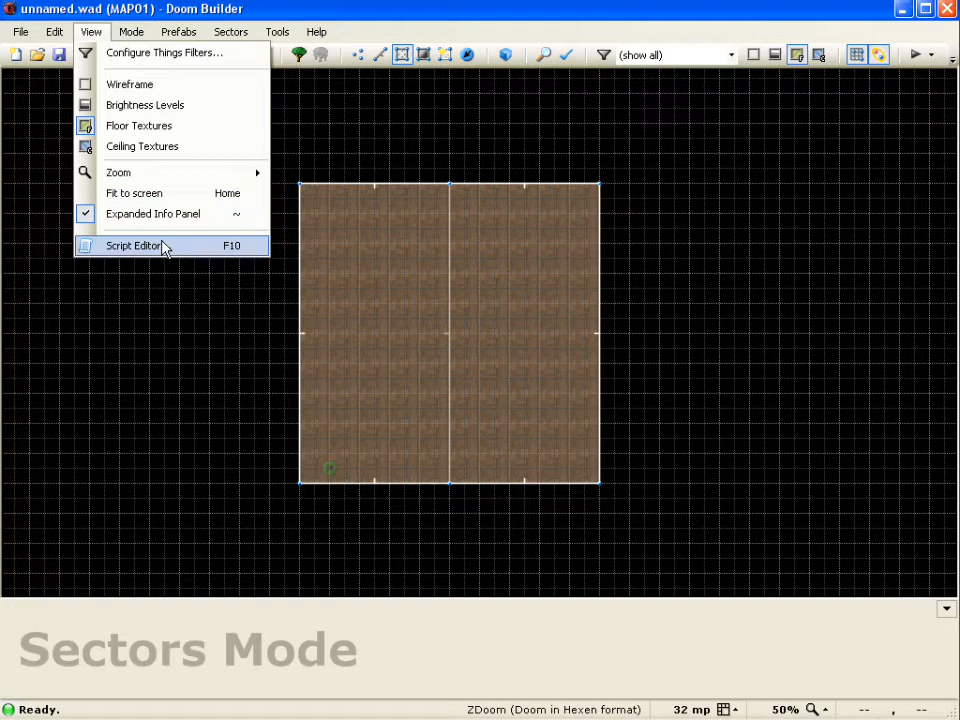 unnamed.wad (MAP01) - Doom Builder
File Edit View Mode Prefabs Sectors Tools Help
(show all)
Configure Things Filters...
Wireframe
Brightness Levels
Floor Textures
Ceiling Textures
Zoom
Fit to screen Home
Expanded Info Panel ~
Script Editor F10
Sectors Mode
Ready. ZDoom (Doom in Hexen format) 32 mp 50% -- , --